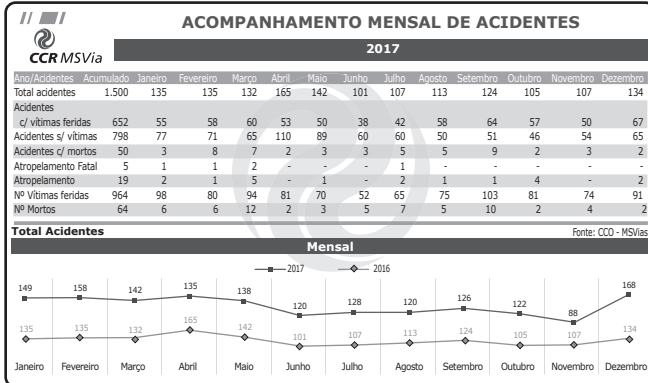 ACOMPANHAMENTO MENSAL DE ACIDENTES
CCR MSVia
2017
Ano/Acidentes Acumulado Janeiro Fevereiro Março Abril Maio Junho Julho Agosto Setembro Outubro Novembro Dezembro
Total acidentes 1.500 135 135 132 165 142 101 107 113 124 105 107 134
Acidentes
c/ vítimas feridas 652 55 58 60 53 50 38 42 58 64 57 50 67
Acidentes s/ vítimas 798 77 71 65 110 89 60 60 50 51 46 54 65
Acidentes c/ mortos 50 3 8 7 2 3 3 5 5 9 2 3 2
Atropelamento Fatal 5 1 1 2 - - - 1 - - - - -
Atropelamento 19 2 1 5 - 1 - 2 1 1 4 - 2
Nº Vítimas feridas 964 98 80 94 81 70 52 65 75 103 81 74 91
Nº Mortos 64 6 6 12 2 3 5 7 5 10 2 4 2
Total Acidentes Fonte: CCO - MSVias
Mensal
2017 2016
149 158 142 135 138 120 128 120 126 122 88 168
135 135 132 165 142 101 107 113 124 105 107 134
Janeiro Fevereiro Março Abril Maio Junho Julho Agosto Setembro Outubro Novembro Dezembro